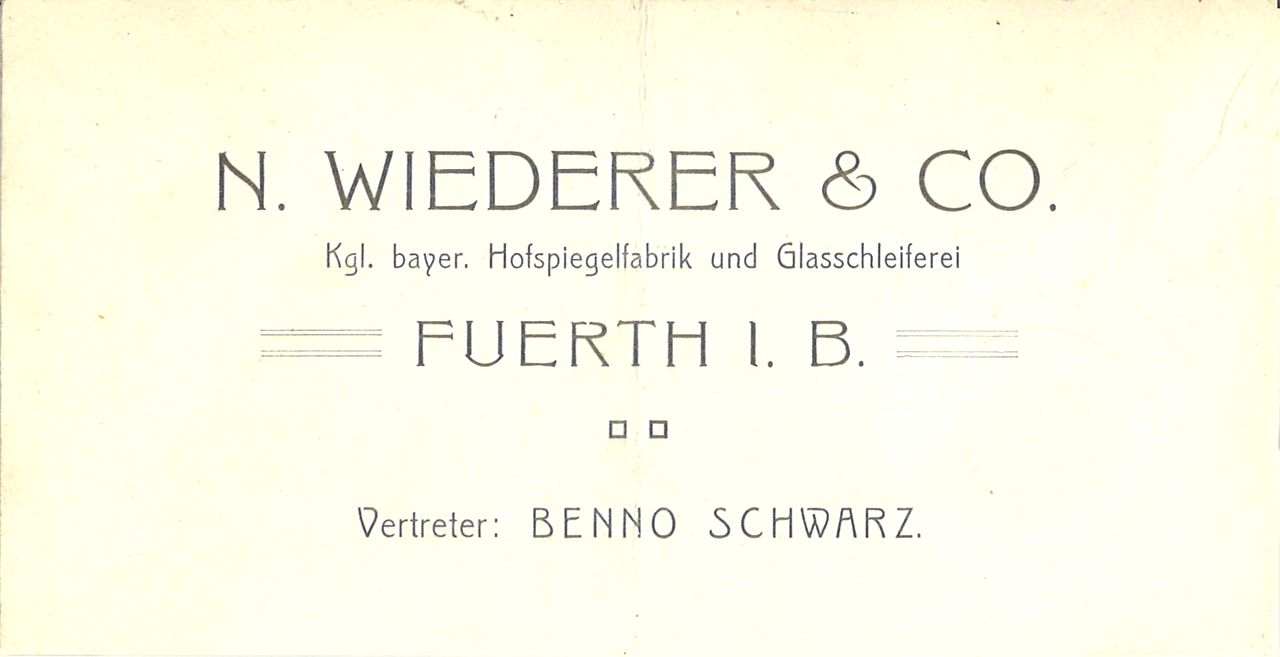 N. WIEDERER & CO.
Kgl. bayer. Hofspiegelfabrik und Glasschleiferei
FUERTH I. B.
Vertreter: BENNO SCHWARZ.